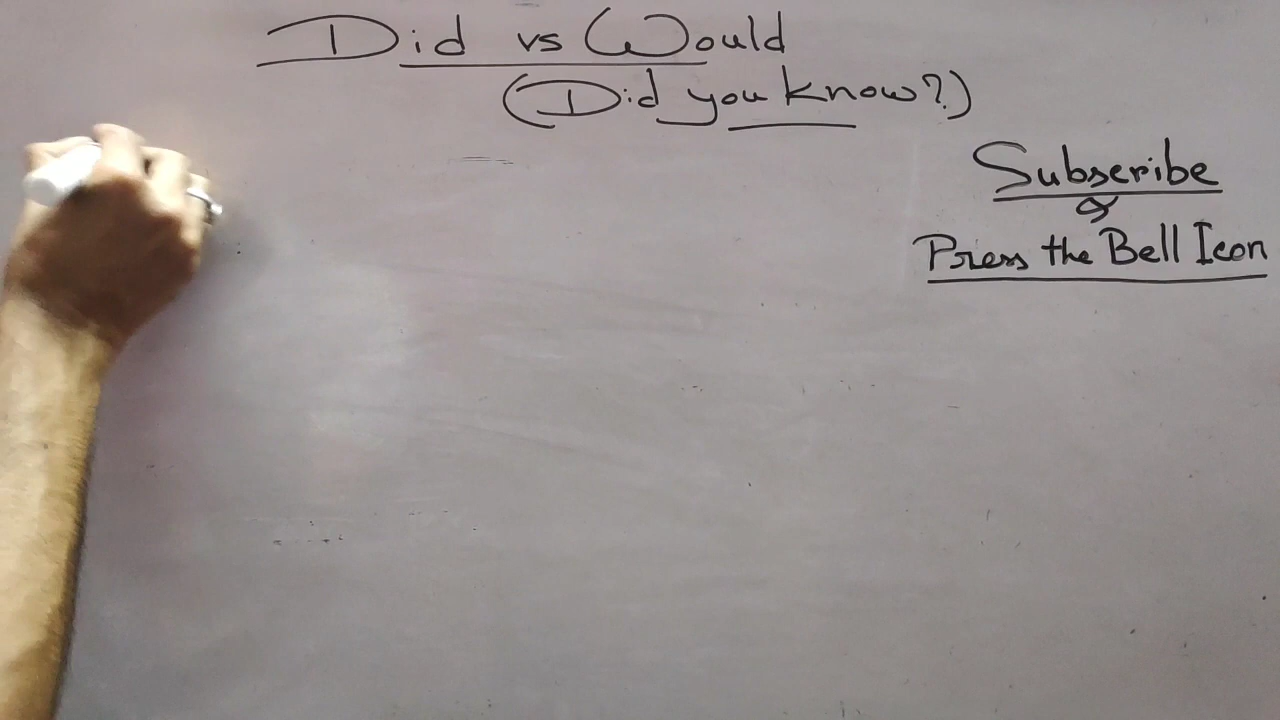 Did vs Would
(Did you know?)
Subscribe
&
Press the Bell Icon